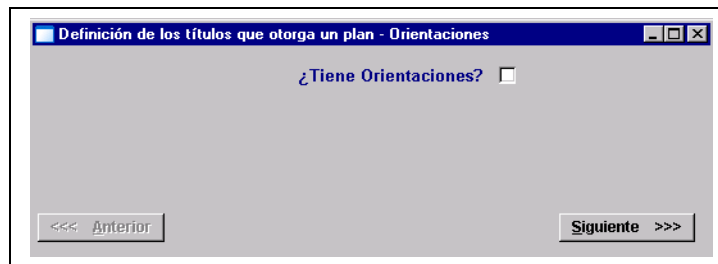 Definición de los títulos que otorga un plan - Orientaciones
¿Tiene Orientaciones?
<<< Anterior
Siguiente >>>